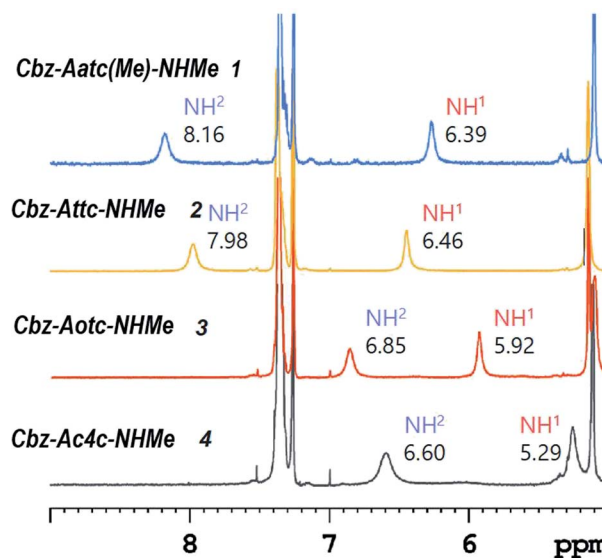 Cbz-Aatc(Me)-NHMe 1
NH² NH¹
8.16 6.39
Cbz-Attc-NHMe 2
NH² NH¹
7.98 6.46
Cbz-Aotc-NHMe 3
NH² NH¹
6.85 5.92
Cbz-Ac4c-NHMe 4
NH² NH¹
6.60 5.29
8 7 6 ppm